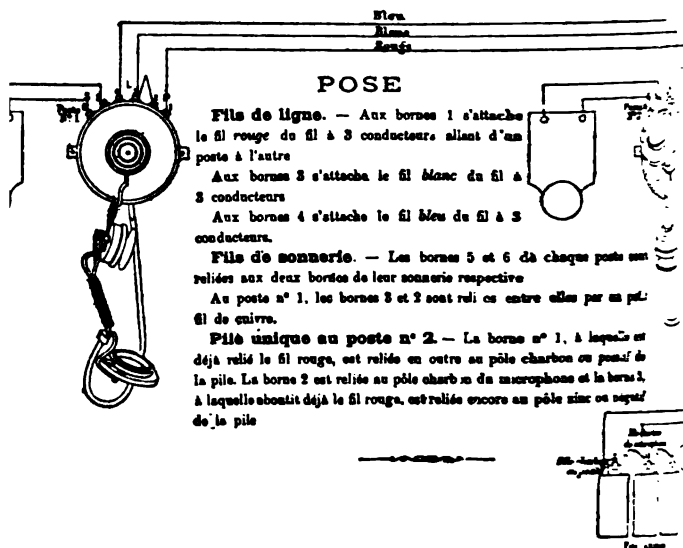 Bleu
Blanc
Rouge
POSE
Fils de ligne. — Aux bornes 1 s'attache
le fil rouge du fil à 3 conducteurs allant d'un
poste à l'autre
Aux bornes 3 s'attache le fil blanc du fil à
3 conducteurs
Aux bornes 4 s'attache le fil bleu du fil à 3
conducteurs.
Fils de sonnerie. — Les bornes 5 et 6 de chaque poste sont
reliées aux deux bornes de leur sonnerie respective
Au poste n° 1, les bornes 3 et 2 sont reli es entre elles par un petit
fil de cuivre.
Pile unique au poste n° 2. — La borne n° 1, à laquelle est
déjà relié le fil rouge, est reliée en outre au pôle charbon ou positif de
la pile. La borne 2 est reliée au pôle charb n du microphone et la borne 3,
à laquelle aboutit déjà le fil rouge, est reliée encore au pôle zinc ou négatif
de la pile